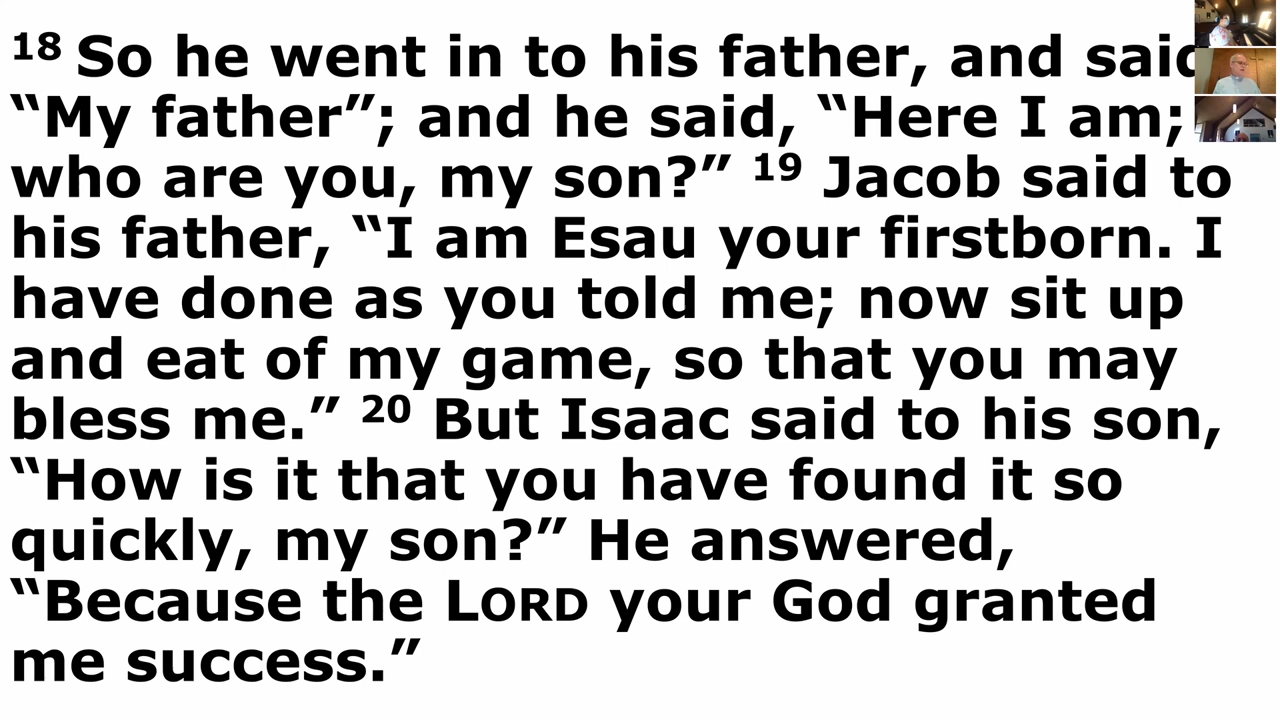 18 So he went in to his father, and said
“My father”; and he said, “Here I am;
who are you, my son?” 19 Jacob said to
his father, “I am Esau your firstborn. I
have done as you told me; now sit up
and eat of my game, so that you may
bless me.” 20 But Isaac said to his son,
“How is it that you have found it so
quickly, my son?” He answered,
“Because the LORD your God granted
me success.”